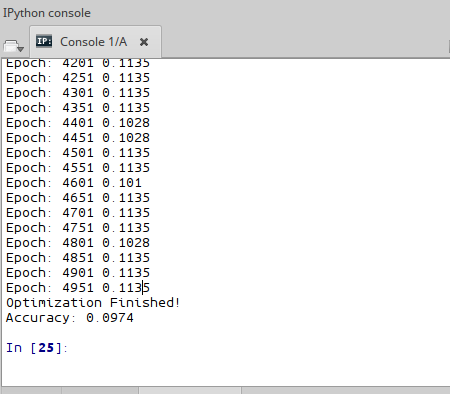 IPython console
IP: Console 1/A
Epoch: 4201 0.1135
Epoch: 4251 0.1135
Epoch: 4301 0.1135
Epoch: 4351 0.1135
Epoch: 4401 0.1028
Epoch: 4451 0.1028
Epoch: 4501 0.1135
Epoch: 4551 0.1135
Epoch: 4601 0.101
Epoch: 4651 0.1135
Epoch: 4701 0.1135
Epoch: 4751 0.1135
Epoch: 4801 0.1028
Epoch: 4851 0.1135
Epoch: 4901 0.1135
Epoch: 4951 0.1135
Optimization Finished!
Accuracy: 0.0974
In [25]: